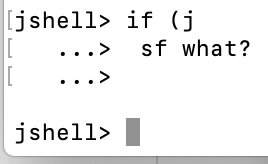 [jshell> if (j
[   ...>  sf what?
[   ...>
jshell>